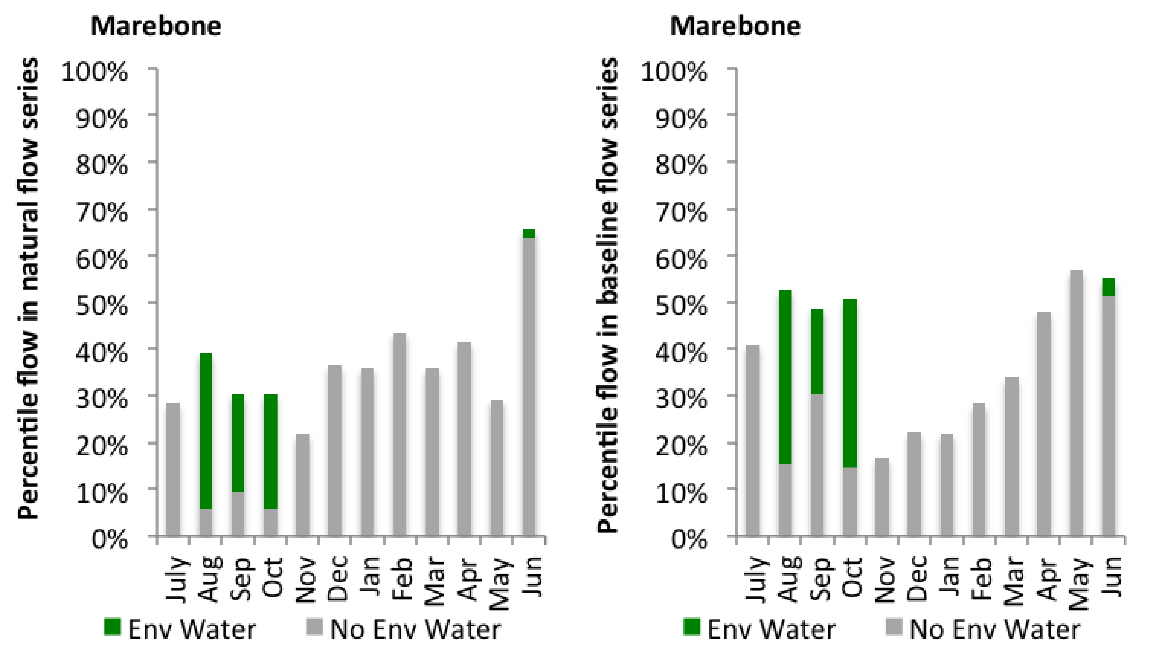 Marebone
Percentile flow in natural flow series
100%
90%
80%
70%
60%
50%
40%
30%
20%
10%
0%
July Aug Sep Oct Nov Dec Jan Feb Mar Apr May Jun
Env Water No Env Water
Marebone
Percentile flow in baseline flow series
100%
90%
80%
70%
60%
50%
40%
30%
20%
10%
0%
July Aug Sep Oct Nov Dec Jan Feb Mar Apr May Jun
Env Water No Env Water